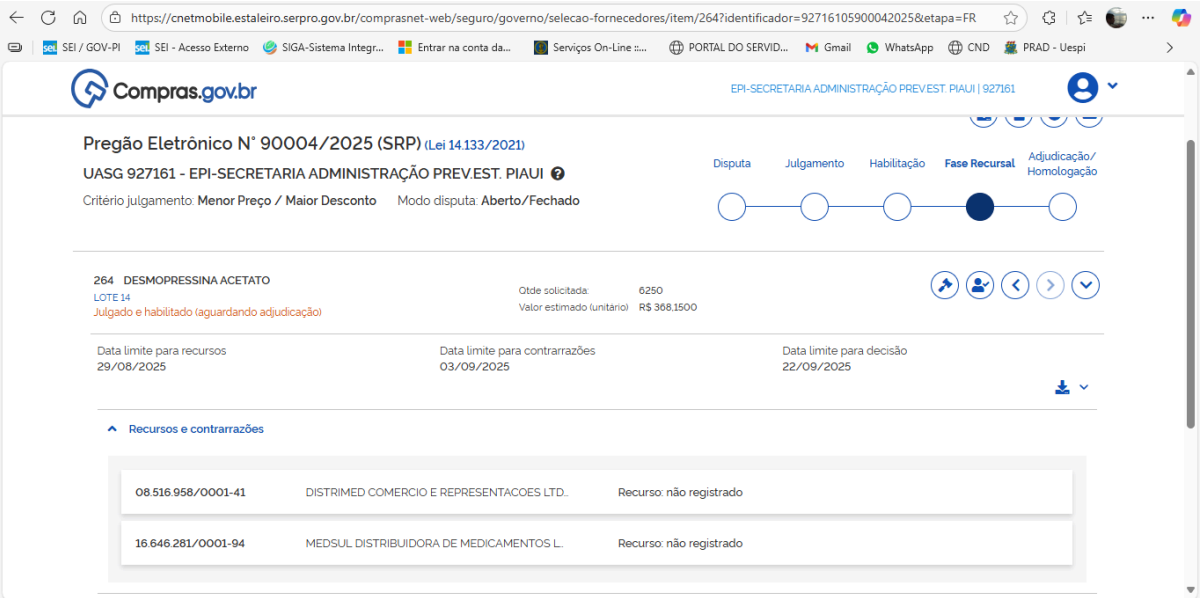 https://cnetmobile.estaleiro.serpro.gov.br/comprasnet-web/seguro/governo/selecao-fornecedores/item/264?identificador=92716105900042025&etapa=FR
sei SEI / GOV-PI sei SEI - Acesso Externo SIGA-Sistema Integr... Entrar na conta da... Serviços On-Line ::... PORTAL DO SERVID... Gmail WhatsApp CND PRAD - Uespi
Compras.gov.br
EPI-SECRETARIA ADMINISTRAÇÃO PREV.EST. PIAUI | 927161
Pregão Eletrônico N° 90004/2025 (SRP) (Lei 14.133/2021)
UASG 927161 - EPI-SECRETARIA ADMINISTRAÇÃO PREV.EST. PIAUI ?
Critério julgamento: Menor Preço / Maior Desconto Modo disputa: Aberto/Fechado
Disputa Julgamento Habilitação Fase Recursal Adjudicação/
Homologação
264 DESMOPRESSINA ACETATO
LOTE 14
Julgado e habilitado (aguardando adjudicação)
Qtde solicitada: 6250
Valor estimado (unitário) R$ 368,1500
Data limite para recursos
29/08/2025
Data limite para contrarrazões
03/09/2025
Data limite para decisão
22/09/2025
Recursos e contrarrazões
08.516.958/0001-41 DISTRIMED COMERCIO E REPRESENTACOES LTD... Recurso: não registrado
16.646.281/0001-94 MEDSUL DISTRIBUIDORA DE MEDICAMENTOS L... Recurso: não registrado